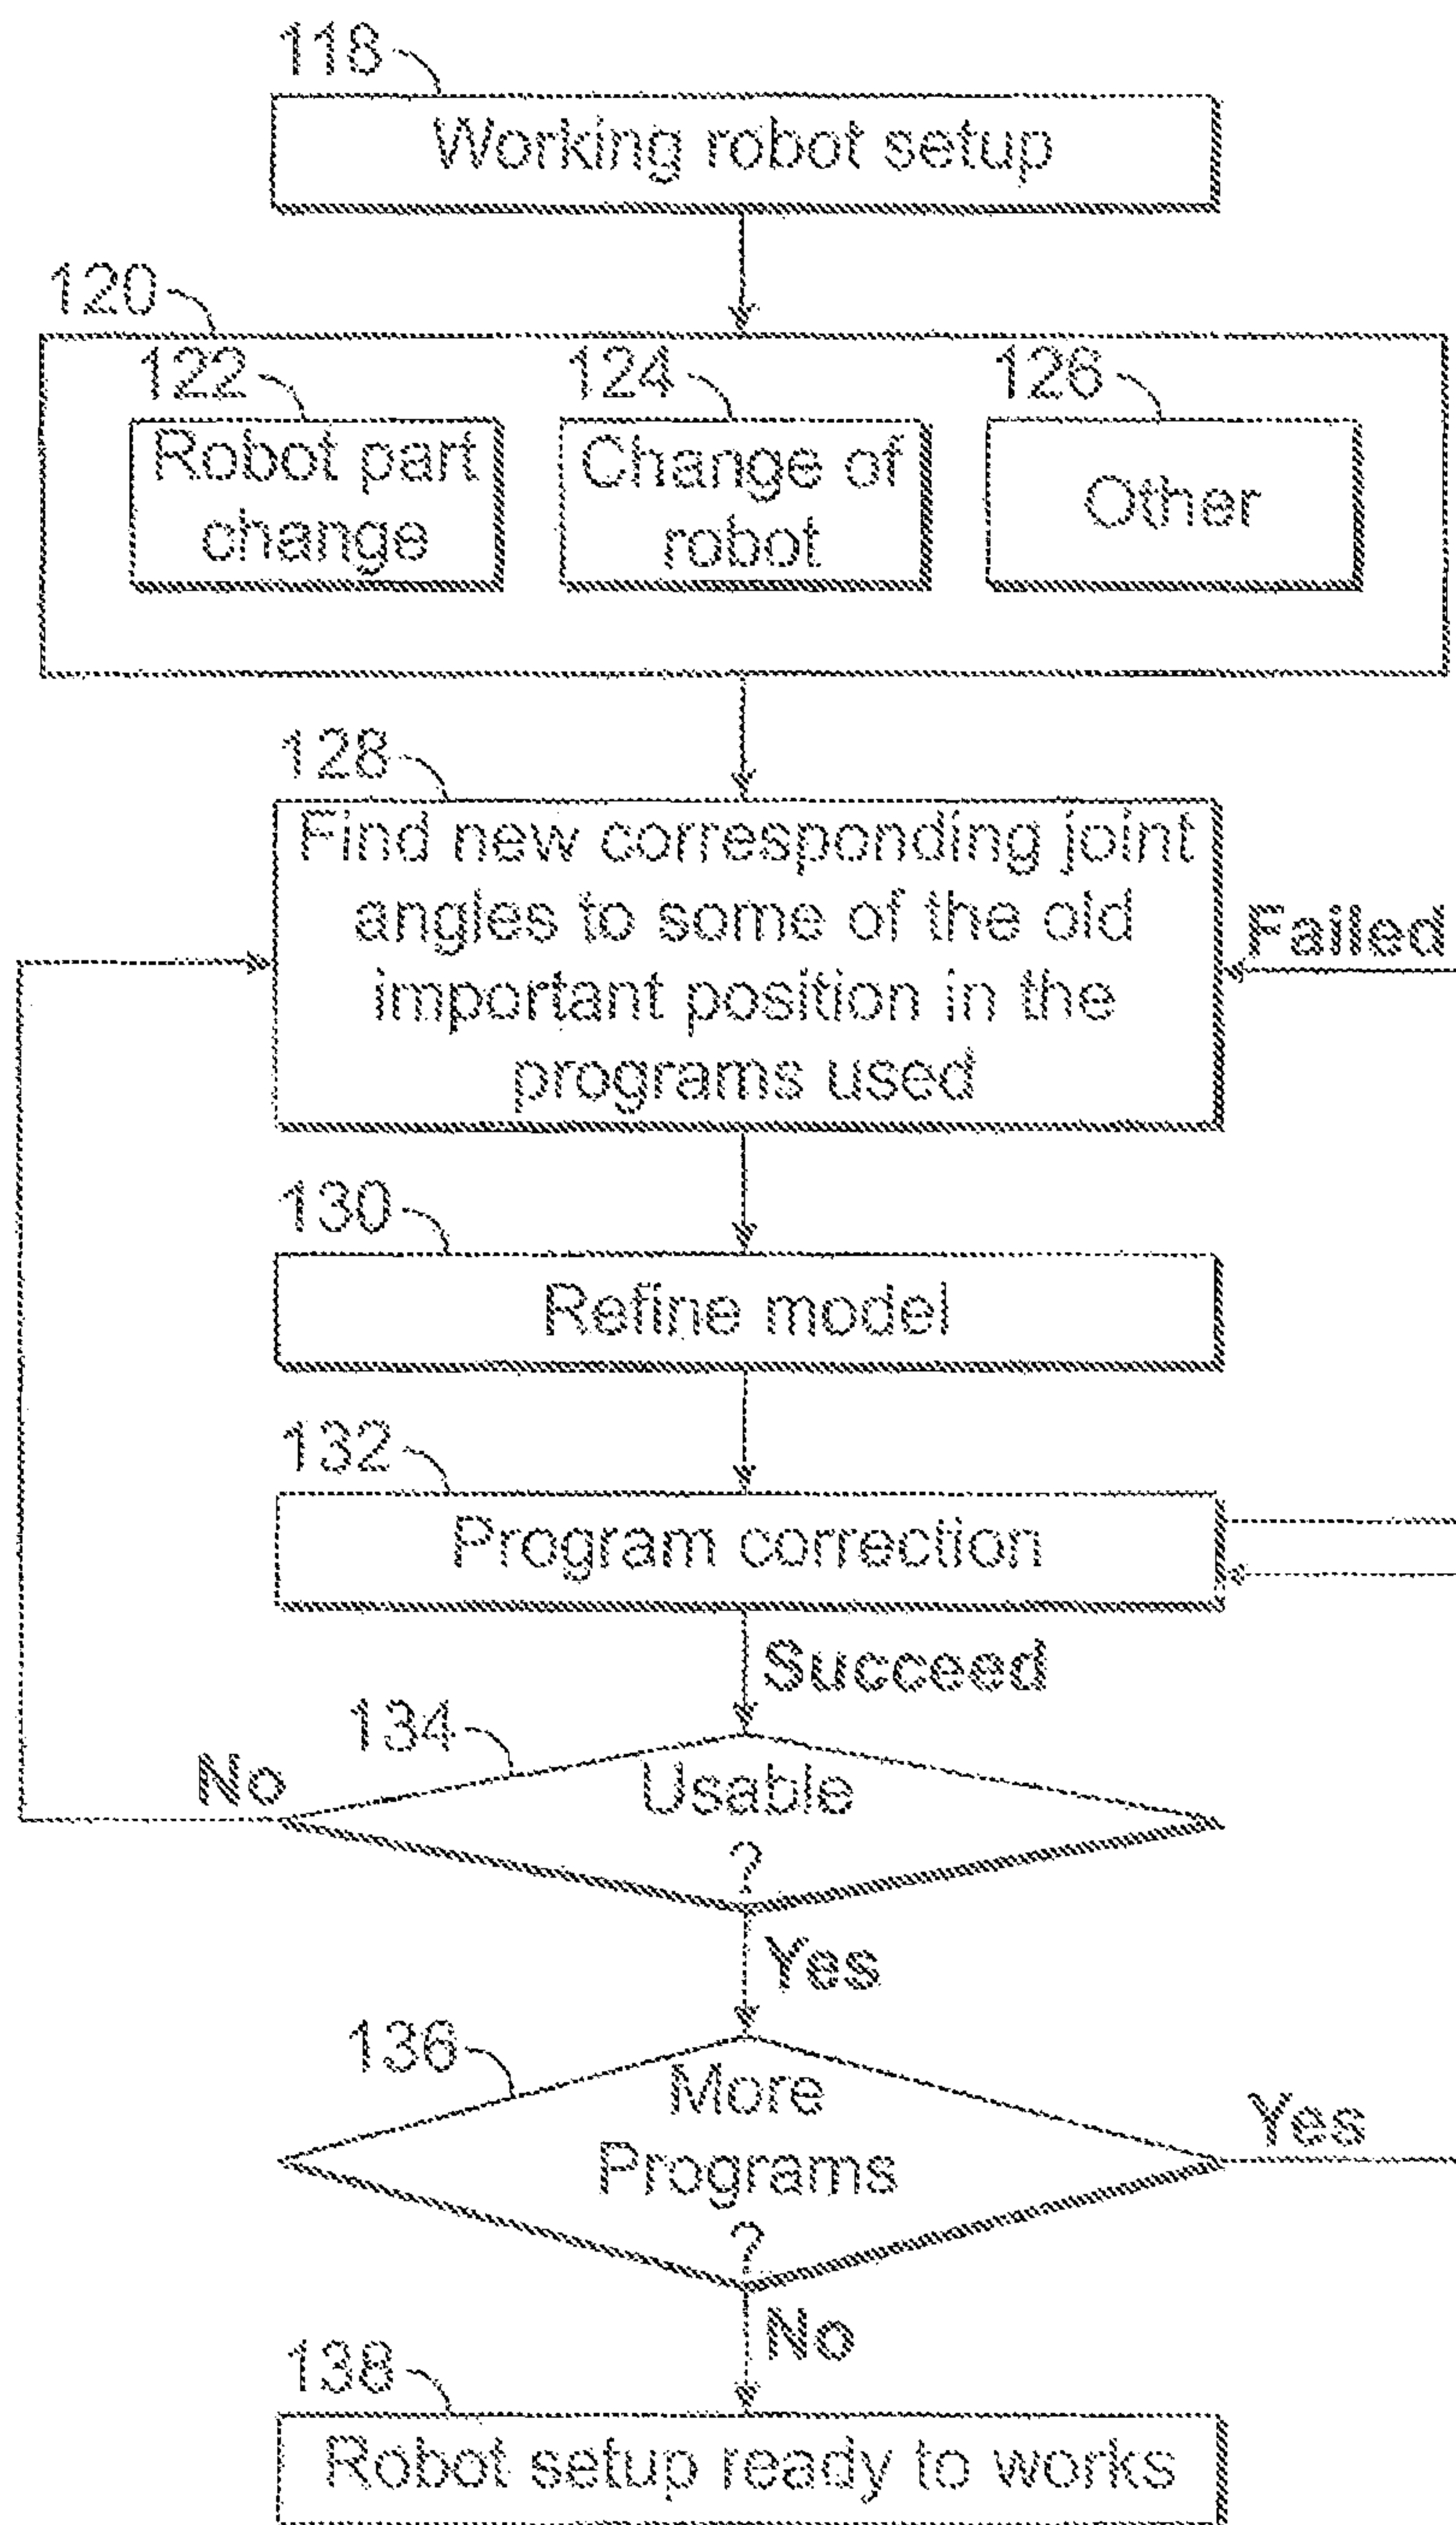 118
Working robot setup
120
122
124
126
Robot part
change
Change of
robot
Other
128
Find new corresponding joint
angles to some of the old
important position in the
programs used
Failed
130
Refine model
132
Program correction
Succeed
134
Usable
?
No
Yes
136
More
Programs
?
Yes
No
138
Robot setup ready to works